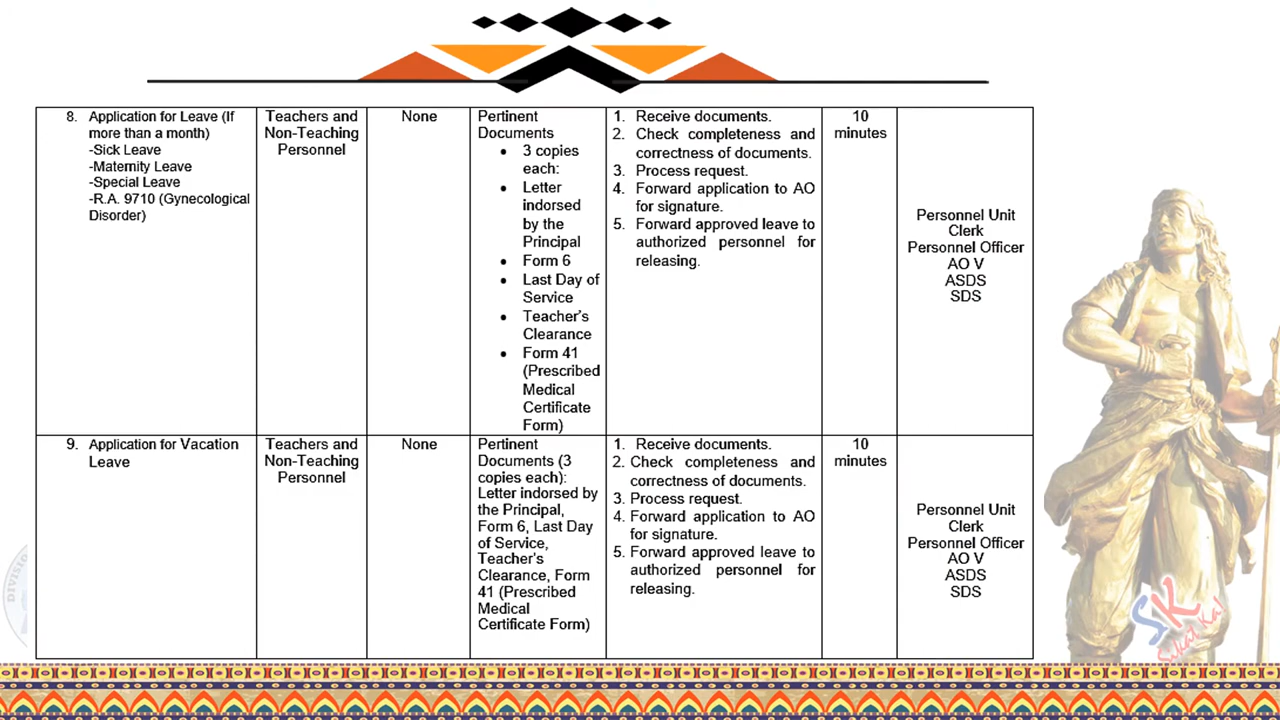 8. Application for Leave (If
more than a month)
-Sick Leave
-Maternity Leave
-Special Leave
-R.A. 9710 (Gynecological
Disorder)
Teachers and
Non-Teaching
Personnel
None
Pertinent
Documents
• 3 copies
each:
• Letter
indorsed
by the
Principal
• Form 6
• Last Day of
Service
• Teacher's
Clearance
• Form 41
(Prescribed
Medical
Certificate
Form)
1. Receive documents.
2. Check completeness and
correctness of documents.
3. Process request.
4. Forward application to AO
for signature.
5. Forward approved leave to
authorized personnel for
releasing.
10
minutes
Personnel Unit
Clerk
Personnel Officer
AO V
ASDS
SDS
9. Application for Vacation
Leave
Teachers and
Non-Teaching
Personnel
None
Pertinent
Documents (3
copies each):
Letter indorsed by
the Principal,
Form 6, Last Day
of Service,
Teacher's
Clearance, Form
41 (Prescribed
Medical
Certificate Form)
1. Receive documents.
2. Check completeness and
correctness of documents.
3. Process request.
4. Forward application to AO
for signature.
5. Forward approved leave to
authorized personnel for
releasing.
10
minutes
Personnel Unit
Clerk
Personnel Officer
AO V
ASDS
SDS
DIVISIO
SK